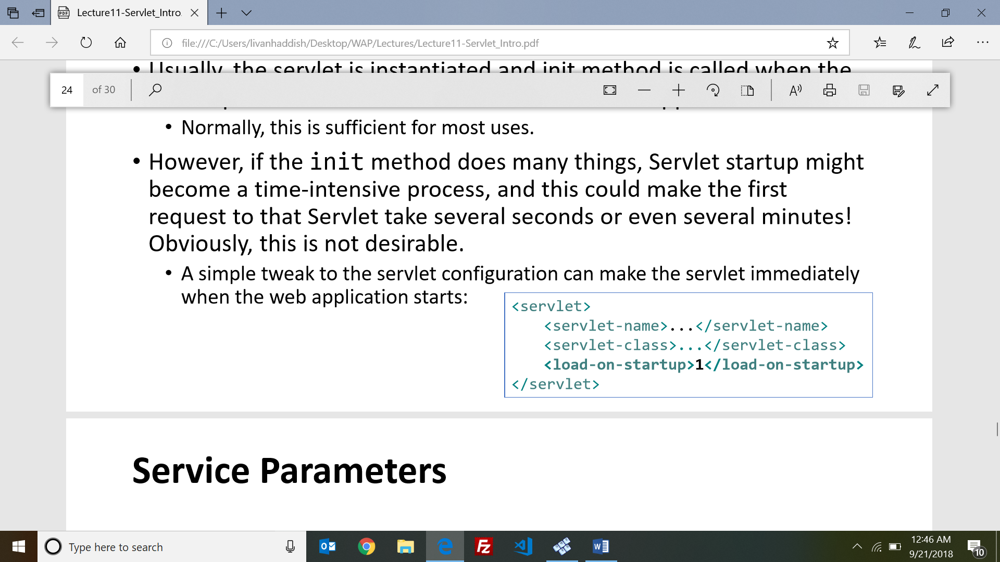 Lecture11-Servlet_Intro.
file:///C:/Users/livanhaddish/Desktop/WAP/Lectures/Lecture11-Servlet_Intro.pdf
• Usually, the servlet is instantiated and init method is called when the
24 of 30
• Normally, this is sufficient for most uses.
• However, if the init method does many things, Servlet startup might
become a time-intensive process, and this could make the first
request to that Servlet take several seconds or even several minutes!
Obviously, this is not desirable.
• A simple tweak to the servlet configuration can make the servlet immediately
when the web application starts:
<servlet>
<servlet-name>...</servlet-name>
<servlet-class>...</servlet-class>
<load-on-startup>1</load-on-startup>
</servlet>
Service Parameters
Type here to search
12:46 AM
9/21/2018
10